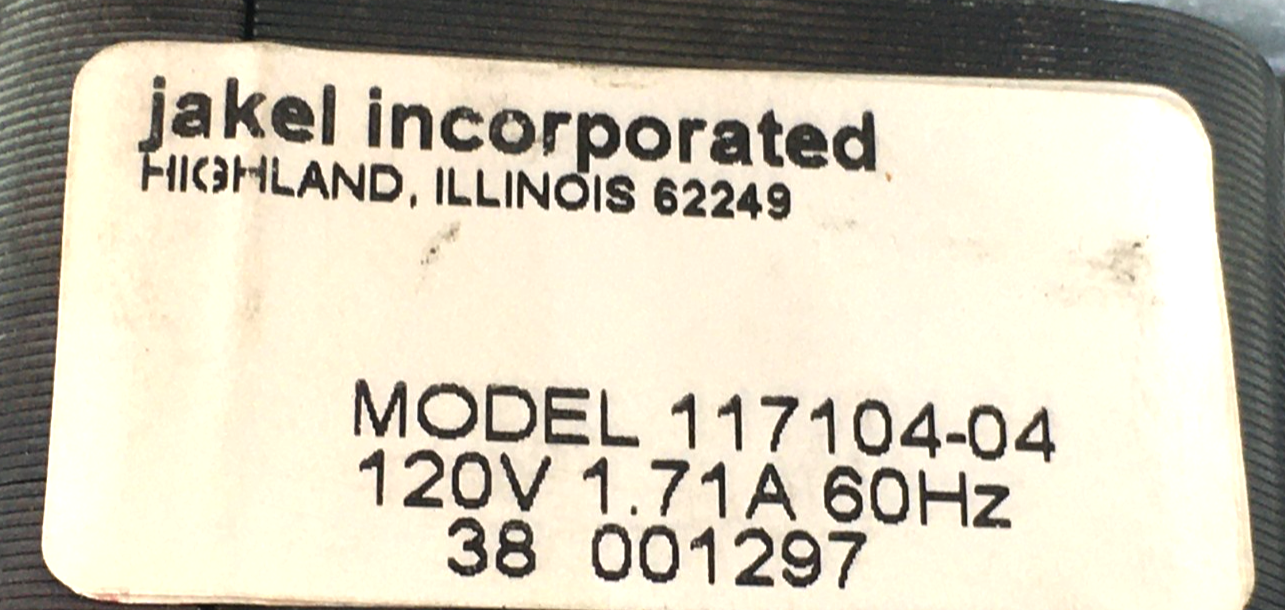 jakel incorporated
HIGHLAND, ILLINOIS 62249
MODEL 117104-04
120V 1.71A 60Hz
38 001297